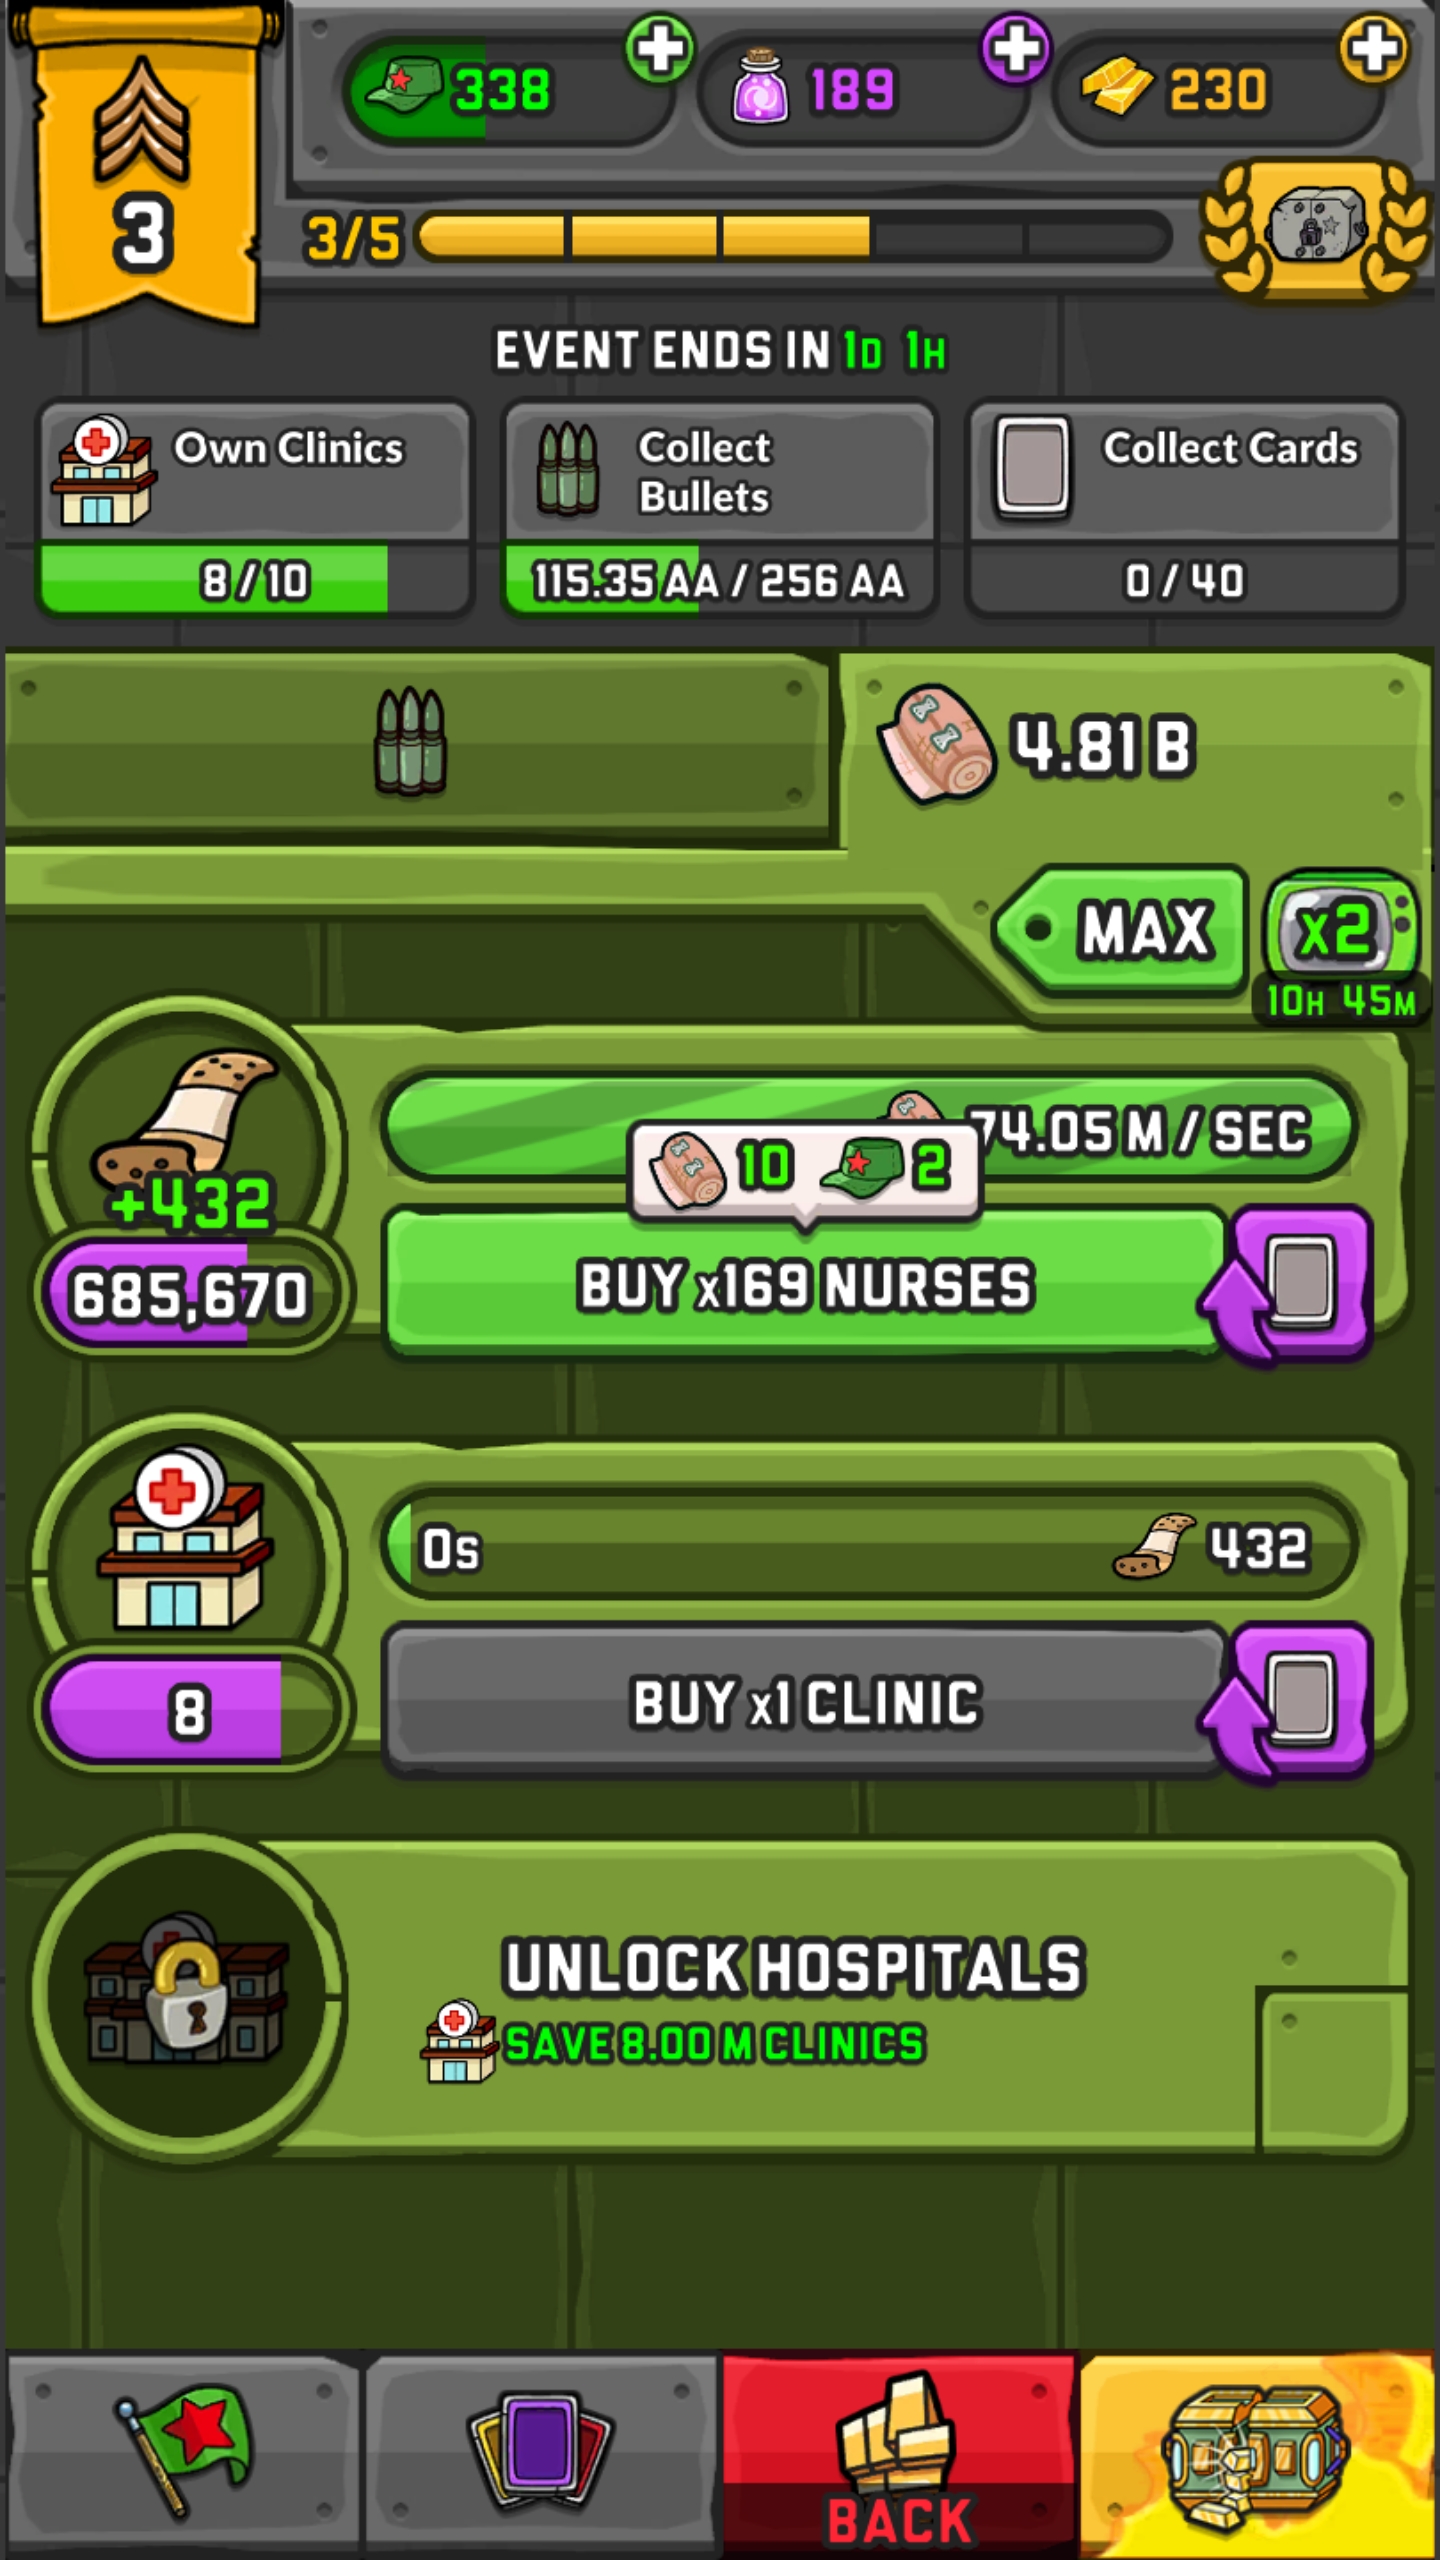 338
189
230
3
3/5
EVENT ENDS IN 1D 1H
Own Clinics
Collect
Bullets
Collect Cards
8/10
115.35 AA / 256 AA
0 / 40
4.81 B
MAX
x2
10H 45M
74.05 M / SEC
10
2
+432
685,670
BUY x169 NURSES
0s
432
8
BUY x1 CLINIC
UNLOCK HOSPITALS
SAVE 8.00 M CLINICS
BACK